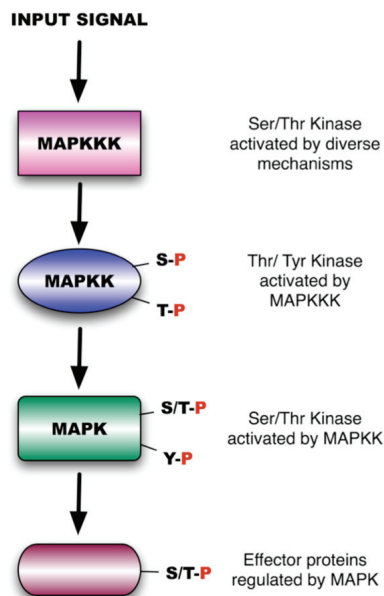 INPUT SIGNAL
MAPKKK
Ser/Thr Kinase
activated by diverse
mechanisms
MAPKK
S-P
T-P
Thr/ Tyr Kinase
activated by
MAPKKK
MAPK
S/T-P
Y-P
Ser/Thr Kinase
activated by MAPKK
S/T-P
Effector proteins
regulated by MAPK